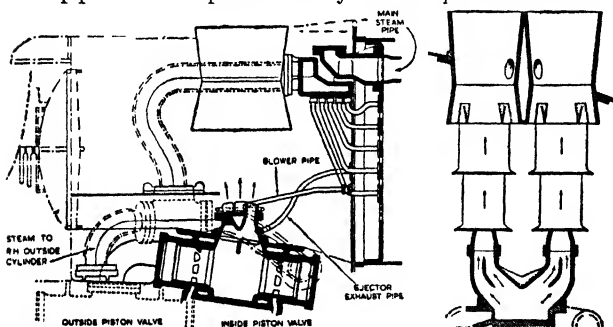 MAIN
STEAM
PIPE
BLOWER PIPE
STEAM TO
RH OUTSIDE
CYLINDER
EJECTOR
EXHAUST PIPE
OUTSIDE PISTON VALVE
INSIDE PISTON VALVE